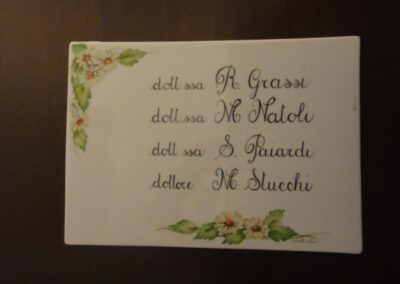 dott.ssa R. Grassi
dott.ssa M Natoli
dott.ssa S. Paiardi
dottore M Stucchi